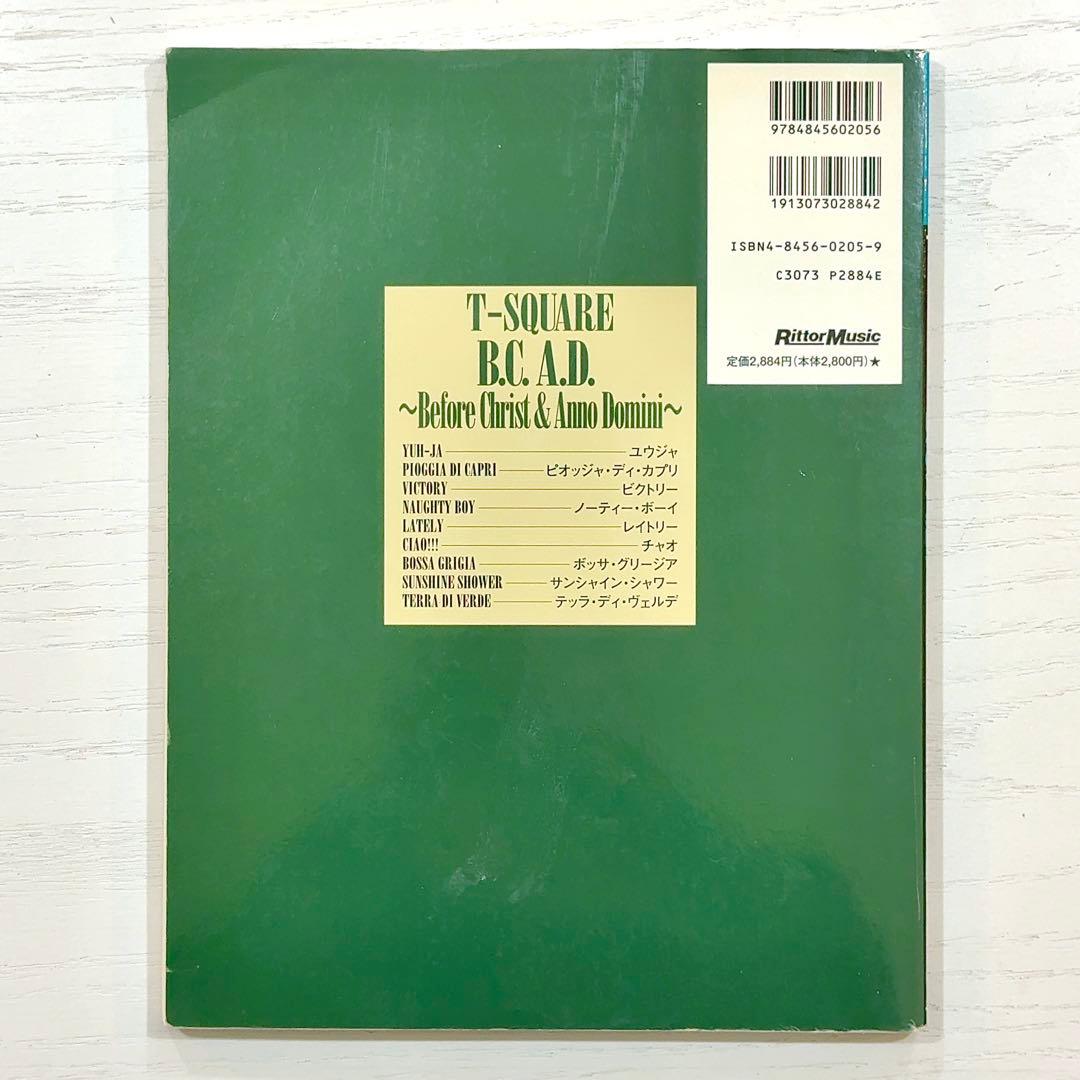 9784845602056
1913073028842
ISBN4-8456-0205-9
C3073 P2884E
RittorMusic
定価2,884円(本体2,800円)★
T-SQUARE
B.C. A.D.
〜Before Christ & Anno Domini〜
YUH-JA ユウジャ
PIOGGIA DI CAPRI ピオッジャ・ディ・カプリ
VICTORY ビクトリー
NAUGHTY BOY ノーティー・ボーイ
LATELY レイトリー
CIAO!!! チャオ
BOSSA GRIGIA ボッサ・グリージア
SUNSHINE SHOWER サンシャイン・シャワー
TERRA DI VERDE テッラ・ディ・ヴェルデ